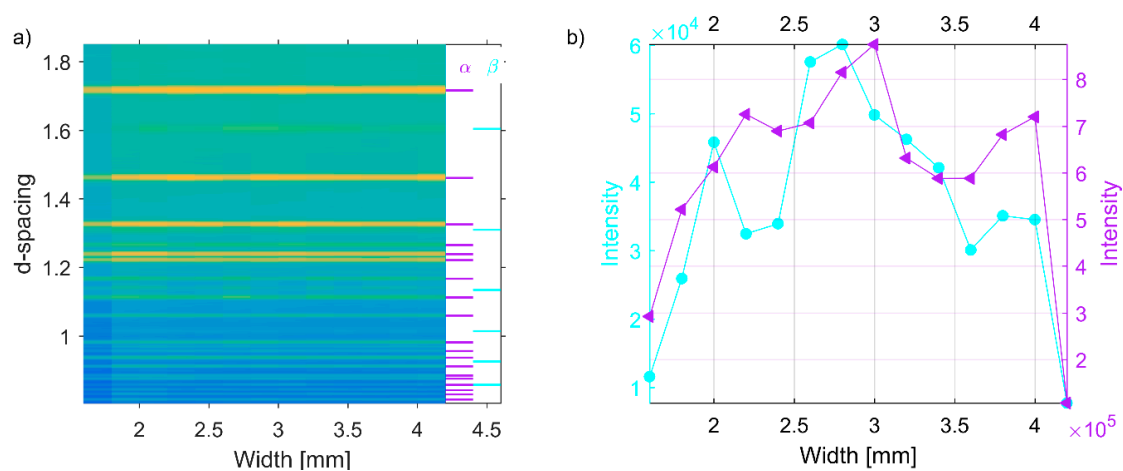 a)
α β
1.8
1.6
1.4
1.2
1
d-spacing
2 2.5 3 3.5 4 4.5
Width [mm]
b)
×10⁴
2 2.5 3 3.5 4
6
5
4
3
2
1
Intensity
8
7
6
5
4
3
2
Intensity
2 2.5 3 3.5 4
×10⁵
Width [mm]